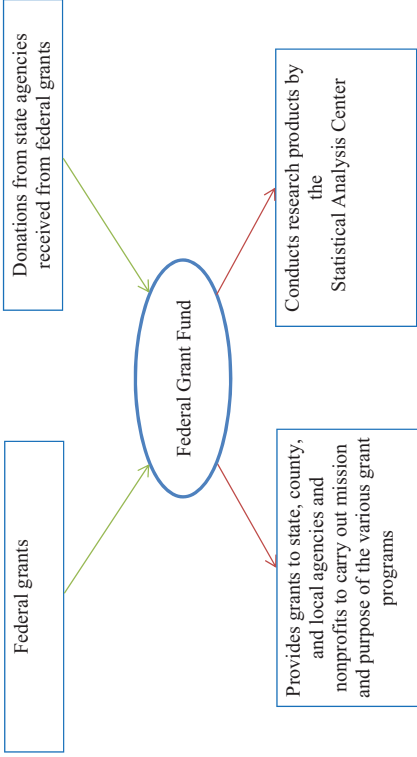 Federal grants
Donations from state agencies
received from federal grants
Federal Grant Fund
Provides grants to state, county,
and local agencies and
nonprofits to carry out mission
and purpose of the various grant
programs
Conducts research products by
the
Statistical Analysis Center